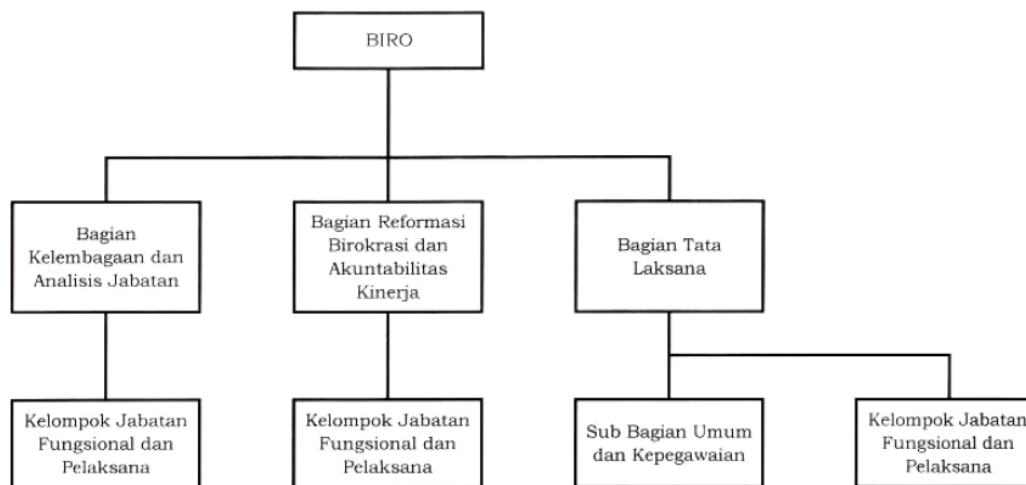 BIRO
Bagian
Kelembagaan dan
Analisis Jabatan
Bagian Reformasi
Birokrasi dan
Akuntabilitas
Kinerja
Bagian Tata
Laksana
Kelompok Jabatan
Fungsional dan
Pelaksana
Kelompok Jabatan
Fungsional dan
Pelaksana
Sub Bagian Umum
dan Kepegawaian
Kelompok Jabatan
Fungsional dan
Pelaksana